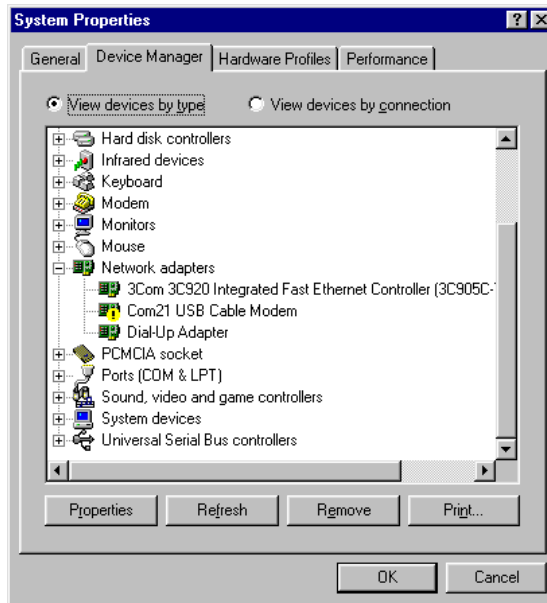 System Properties
General Device Manager Hardware Profiles Performance
View devices by type View devices by connection
Hard disk controllers
Infrared devices
Keyboard
Modem
Monitors
Mouse
Network adapters
3Com 3C920 Integrated Fast Ethernet Controller (3C905C-
Com21 USB Cable Modem
Dial-Up Adapter
PCMCIA socket
Ports (COM & LPT)
Sound, video and game controllers
System devices
Universal Serial Bus controllers
Properties Refresh Remove Print...
OK Cancel